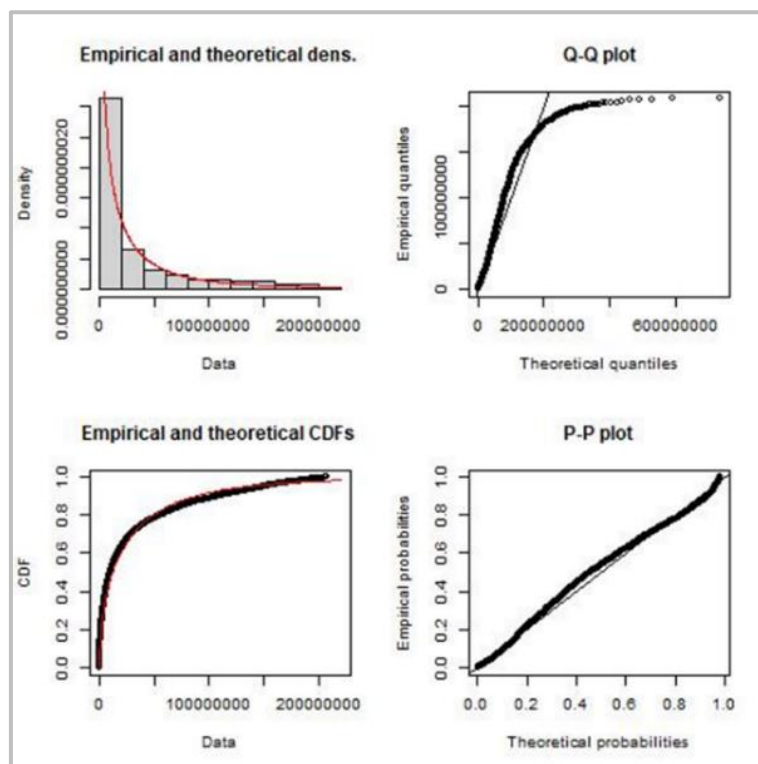 Empirical and theoretical dens.
Density
0.0000000000
0.0000000020
0 100000000 200000000
Data
Q-Q plot
Empirical quantiles
0
100000000
0 200000000 600000000
Theoretical quantiles
Empirical and theoretical CDFs
CDF
0.0 0.2 0.4 0.6 0.8 1.0
0 100000000 200000000
Data
P-P plot
Empirical probabilities
0.0 0.2 0.4 0.6 0.8 1.0
0.0 0.2 0.4 0.6 0.8 1.0
Theoretical probabilities